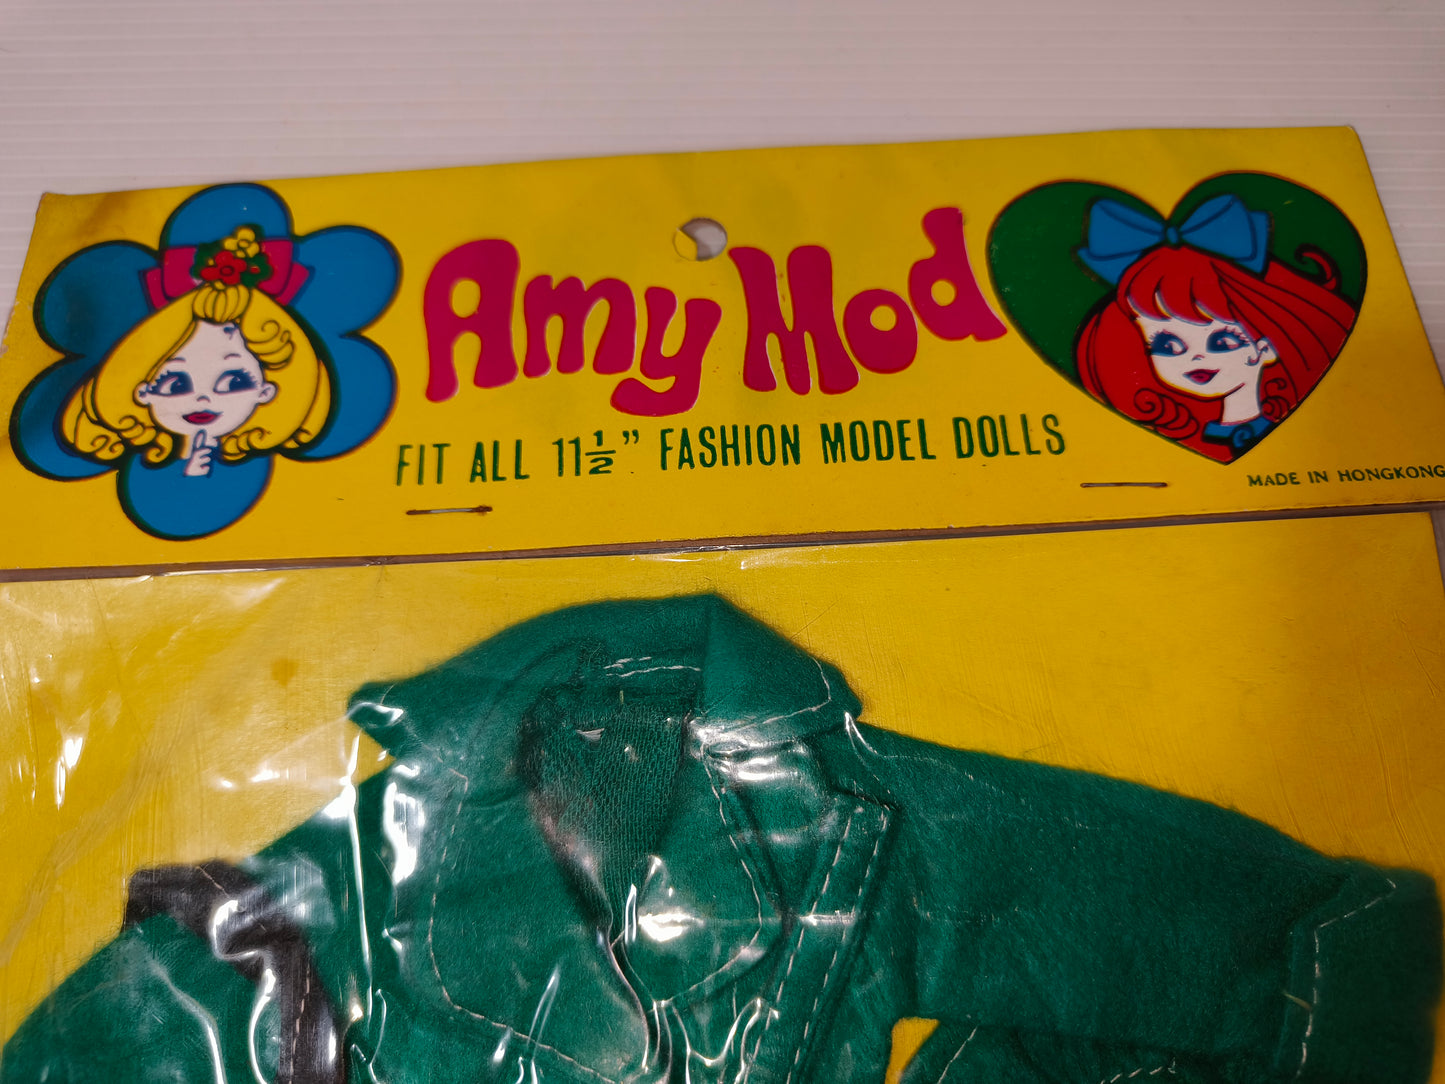 Amy Mod
FIT ALL 11½" FASHION MODEL DOLLS
MADE IN HONGKONG